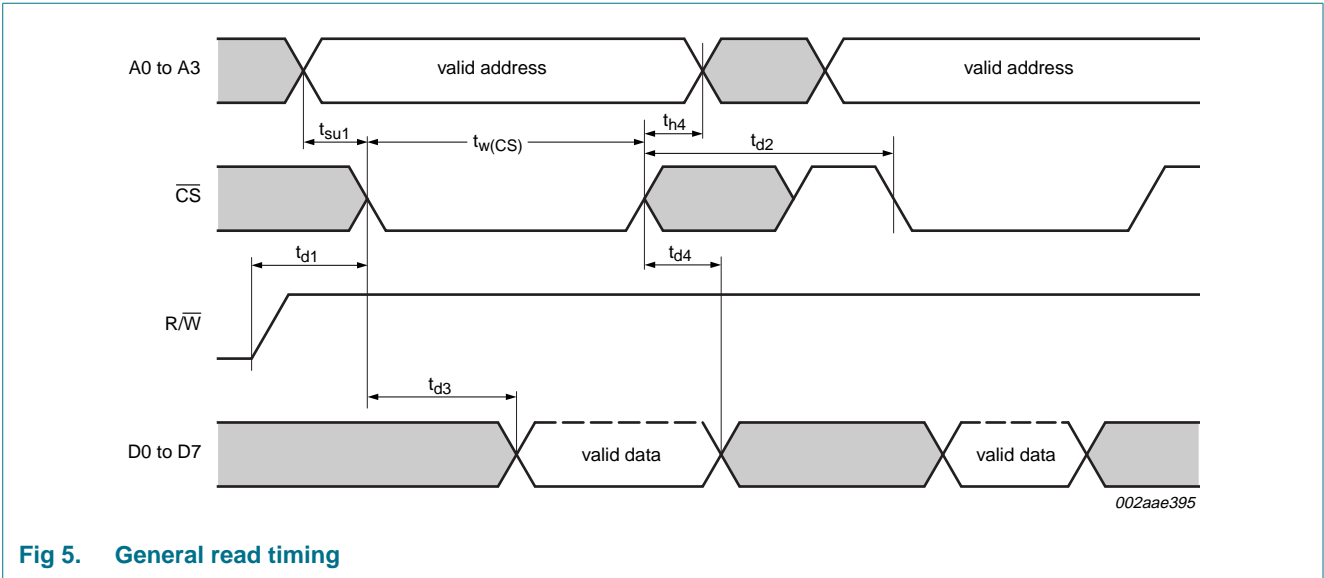 A0 to A3
valid address
valid address
tsu1
tw(CS)
th4
td2
C̅S̅
td1
td4
R/W̅
td3
D0 to D7
valid data
valid data
002aae395
Fig 5. General read timing